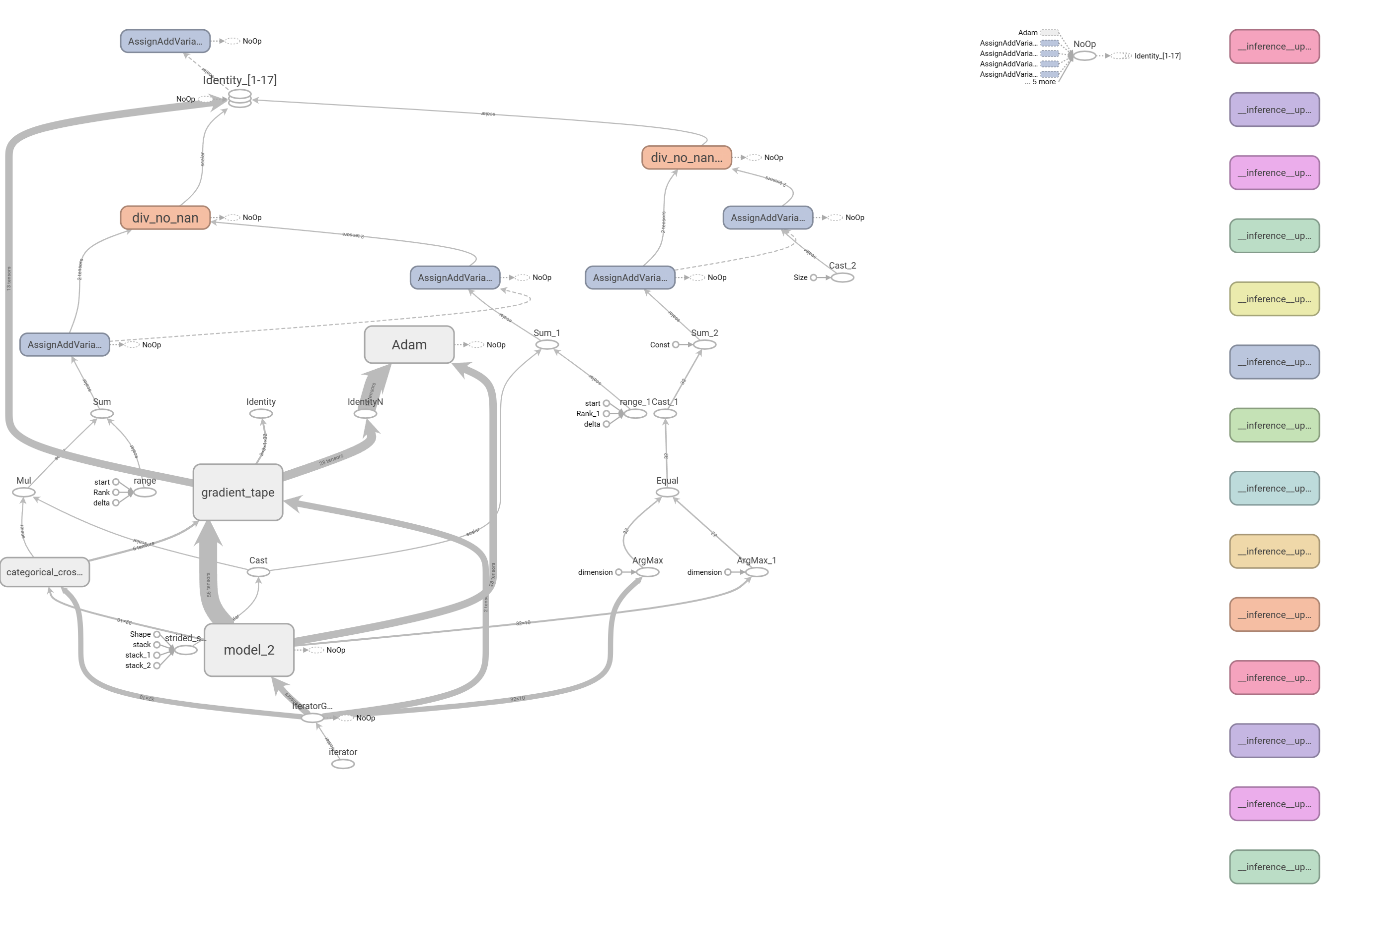 AssignAddVaria...
NoOp
Identity_[1-17]
NoOp
div_no_nan...
NoOp
div_no_nan
NoOp
AssignAddVaria...
NoOp
AssignAddVaria...
NoOp
AssignAddVaria...
NoOp
Cast_2
Size
AssignAddVaria...
NoOp
Adam
NoOp
Sum_1
Sum_2
Const
Sum
Identity
IdentityN
start
Rank_1
delta
range_1
Cast_1
Mul
start
Rank
delta
range
gradient_tape
Equal
categorical_cros...
Cast
ArgMax
dimension
ArgMax_1
dimension
Shape
stack
stack_1
stack_2
strided_s...
model_2
NoOp
IteratorG...
NoOp
iterator
Adam
AssignAddVaria...
AssignAddVaria...
AssignAddVaria...
AssignAddVaria...
... 5 more
NoOp
Identity_[1-17]
__inference__up...
__inference__up...
__inference__up...
__inference__up...
__inference__up...
__inference__up...
__inference__up...
__inference__up...
__inference__up...
__inference__up...
__inference__up...
__inference__up...
__inference__up...
__inference__up...